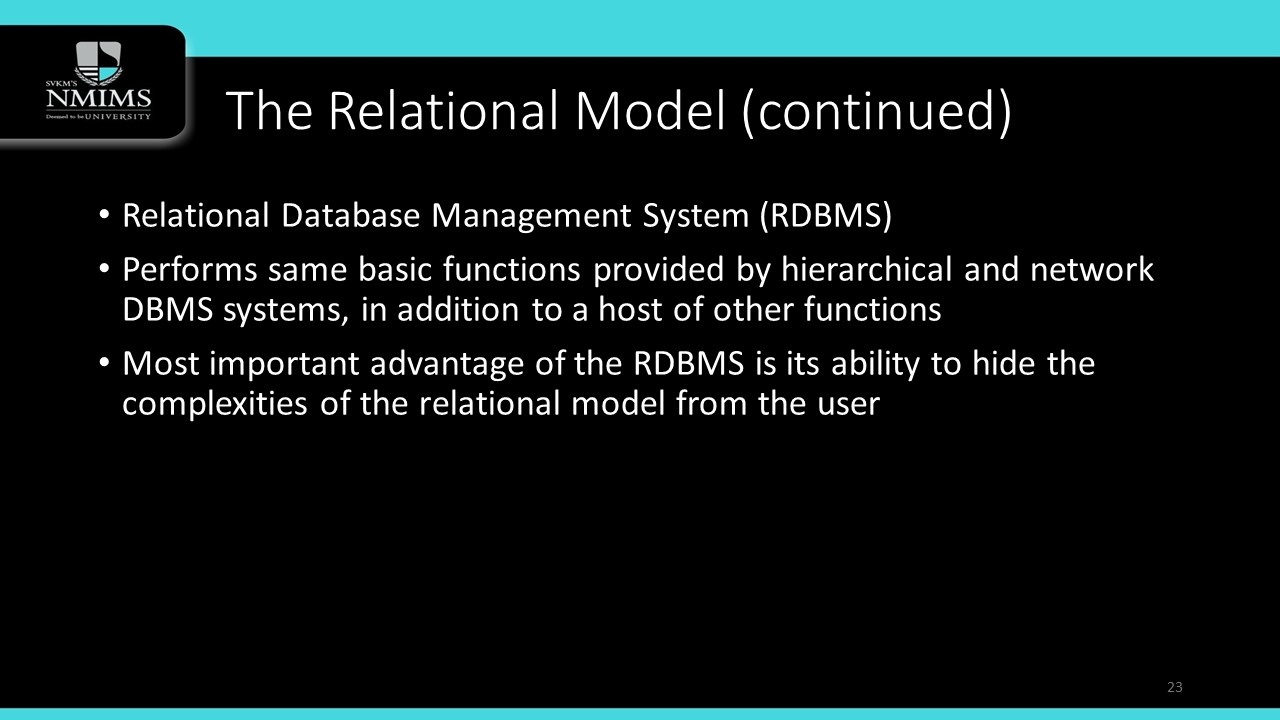 SVKM'S
NMIMS
Deemed to be UNIVERSITY
The Relational Model (continued)
• Relational Database Management System (RDBMS)
• Performs same basic functions provided by hierarchical and network
DBMS systems, in addition to a host of other functions
• Most important advantage of the RDBMS is its ability to hide the
complexities of the relational model from the user
23